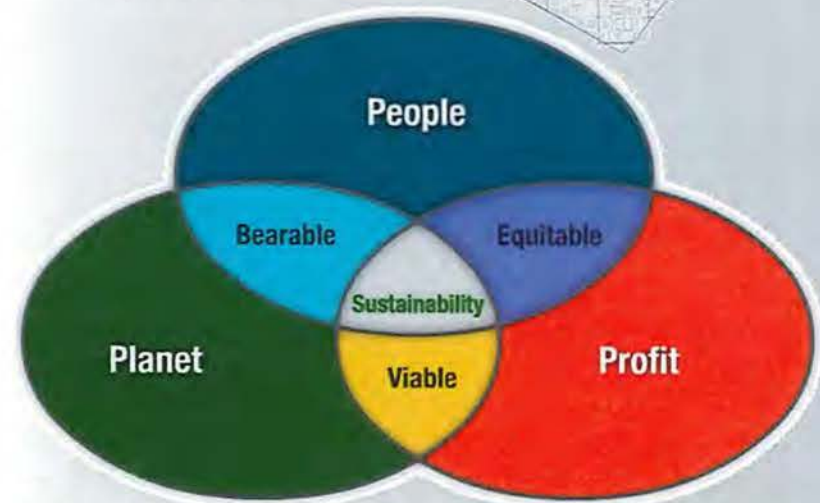 People
Bearable
Equitable
Sustainability
Planet
Viable
Profit